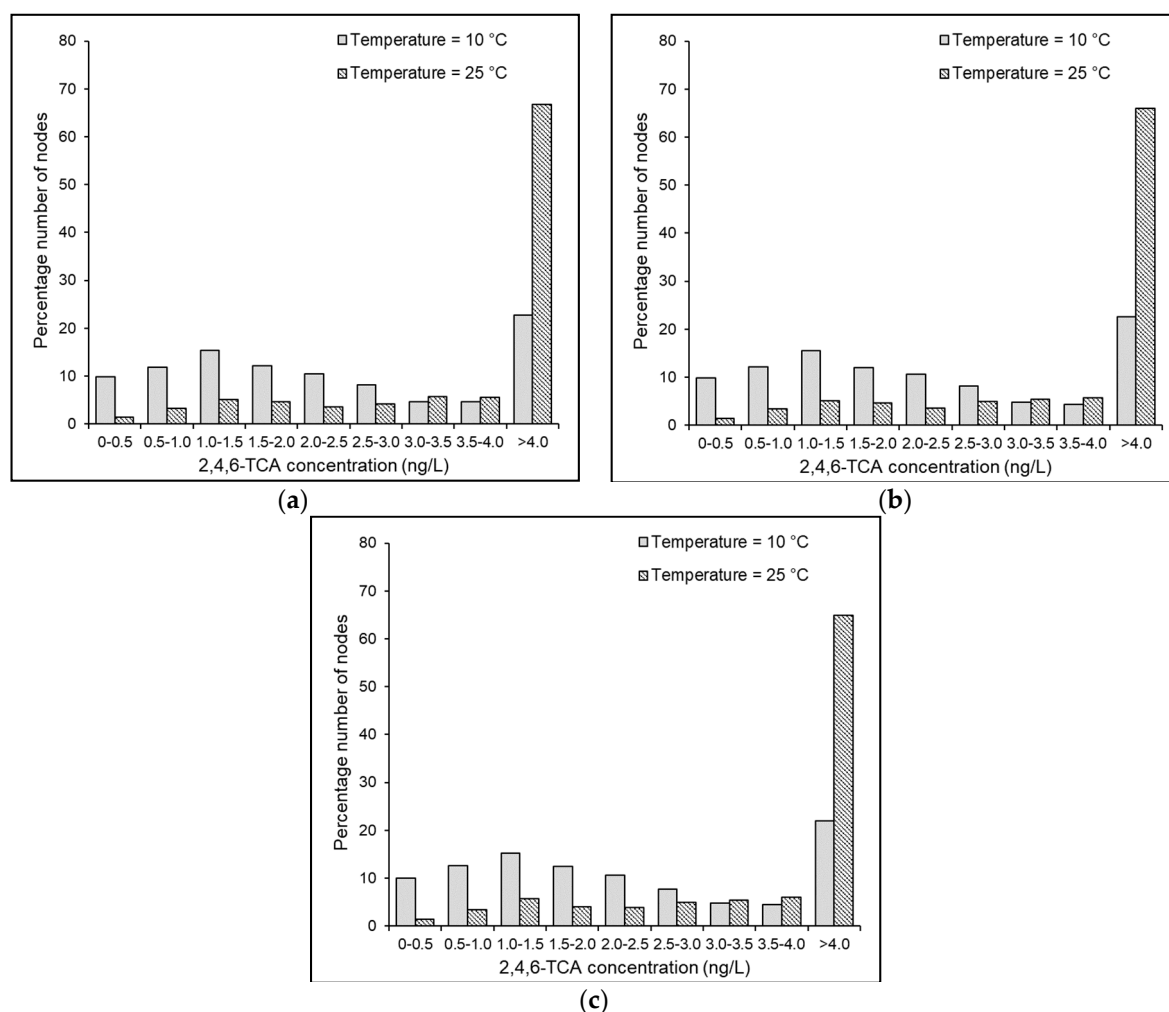 80
70
60
50
40
30
20
10
0
Percentage number of nodes
Temperature = 10 °C
Temperature = 25 °C
0-0.5 0.5-1.0 1.0-1.5 1.5-2.0 2.0-2.5 2.5-3.0 3.0-3.5 3.5-4.0 >4.0
2,4,6-TCA concentration (ng/L)
(a)
80
70
60
50
40
30
20
10
0
Percentage number of nodes
Temperature = 10 °C
Temperature = 25 °C
0-0.5 0.5-1.0 1.0-1.5 1.5-2.0 2.0-2.5 2.5-3.0 3.0-3.5 3.5-4.0 >4.0
2,4,6-TCA concentration (ng/L)
(b)
80
70
60
50
40
30
20
10
0
Percentage number of nodes
Temperature = 10 °C
Temperature = 25 °C
0-0.5 0.5-1.0 1.0-1.5 1.5-2.0 2.0-2.5 2.5-3.0 3.0-3.5 3.5-4.0 >4.0
2,4,6-TCA concentration (ng/L)
(c)